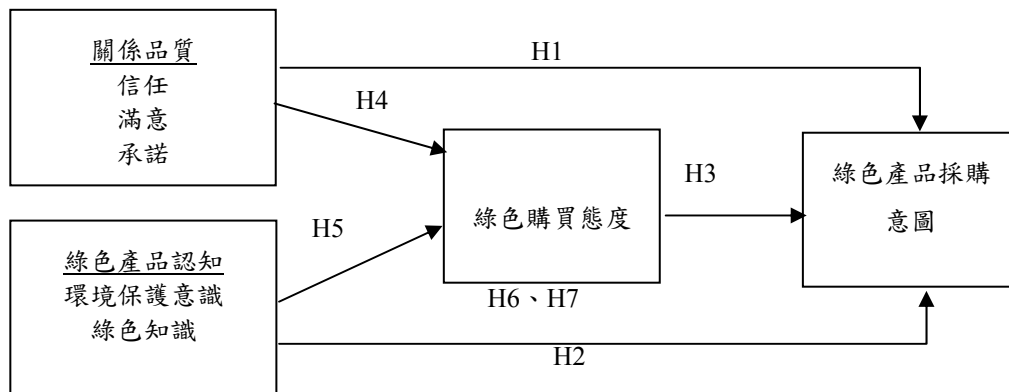 關係品質
信任
滿意
承諾
H1
H4
綠色購買態度
H3
綠色產品採購
意圖
H5
綠色產品認知
環境保護意識
綠色知識
H6、H7
H2